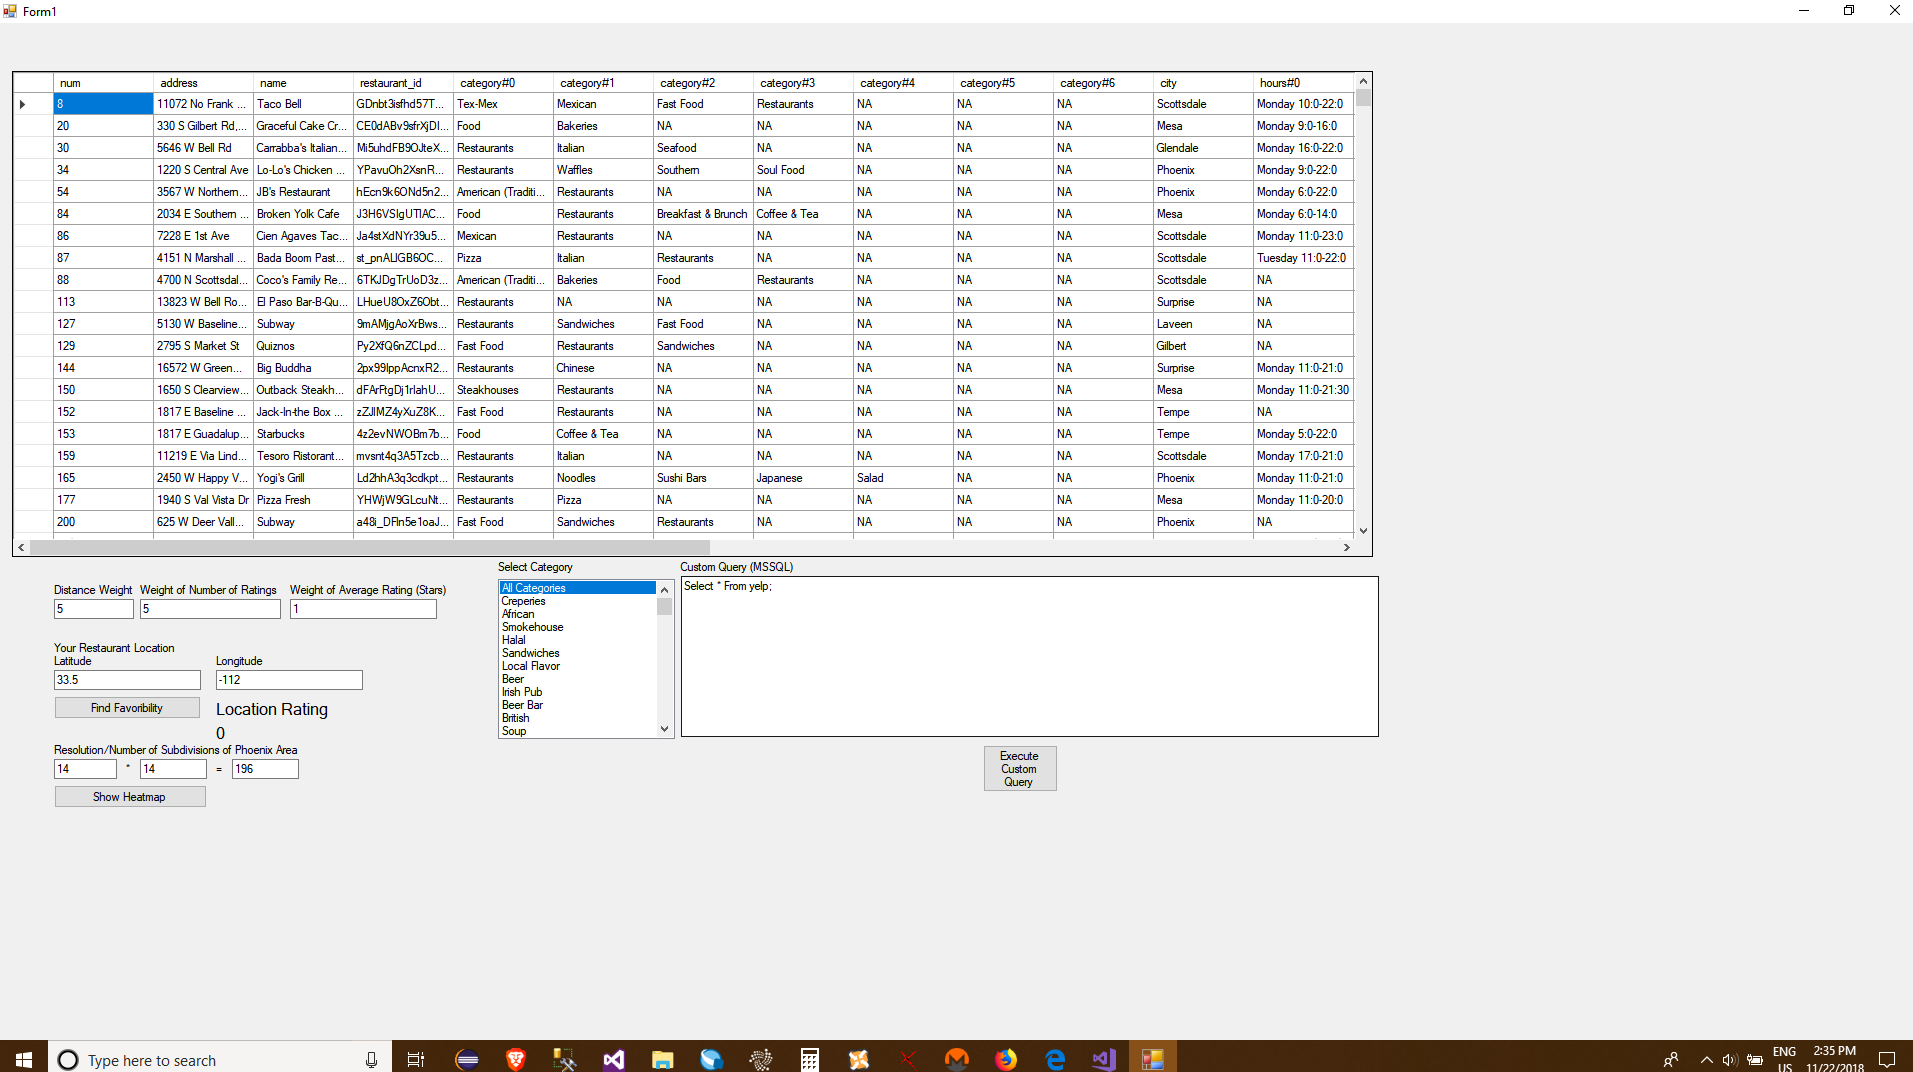 Form1
num address name restaurant_id category#0 category#1 category#2 category#3 category#4 category#5 category#6 city hours#0
8 11072 No Frank ... Taco Bell GDnbt3isfhd57T... Tex-Mex Mexican Fast Food Restaurants NA NA NA Scottsdale Monday 10:0-22:0
20 330 S Gilbert Rd,... Graceful Cake Cr... CE0dABv9sfrXjDI... Food Bakeries NA NA NA NA NA Mesa Monday 9:0-16:0
30 5646 W Bell Rd Carrabba's Italian... Mi5uhdFB9OJteX... Restaurants Italian Seafood NA NA NA NA Glendale Monday 16:0-22:0
34 1220 S Central Ave Lo-Lo's Chicken ... YPavuOh2XsnR... Restaurants Waffles Southern Soul Food NA NA NA Phoenix Monday 9:0-22:0
54 3567 W Northern... JB's Restaurant hEcn9k6ONd5n2... American (Traditi... Restaurants NA NA NA NA NA Phoenix Monday 6:0-22:0
84 2034 E Southern ... Broken Yolk Cafe J3H6VSIgUTlAC... Food Restaurants Breakfast & Brunch Coffee & Tea NA NA NA Mesa Monday 6:0-14:0
86 7228 E 1st Ave Cien Agaves Tac... Ja4stXdNYr39u5... Mexican Restaurants NA NA NA NA NA Scottsdale Monday 11:0-23:0
87 4151 N Marshall ... Bada Boom Past... st_pnALlGB6OC... Pizza Italian Restaurants NA NA NA NA Scottsdale Tuesday 11:0-22:0
88 4700 N Scottsdal... Coco's Family Re... 6TKJDgTrUoD3z... American (Traditi... Bakeries Food Restaurants NA NA NA Scottsdale NA
113 13823 W Bell Ro... El Paso Bar-B-Qu... LHueU8OxZ6Obt... Restaurants NA NA NA NA NA NA Surprise NA
127 5130 W Baseline... Subway 9mAMjgAoXrBws... Restaurants Sandwiches Fast Food NA NA NA NA Laveen NA
129 2795 S Market St Quiznos Py2XfQ6nZCLpd... Fast Food Restaurants Sandwiches NA NA NA NA Gilbert NA
144 16572 W Green... Big Buddha 2px99lppAcnxR2... Restaurants Chinese NA NA NA NA NA Surprise Monday 11:0-21:0
150 1650 S Clearview... Outback Steakh... dFArFtgDj1rlahU... Steakhouses Restaurants NA NA NA NA NA Mesa Monday 11:0-21:30
152 1817 E Baseline ... Jack-In-the Box ... zZJIMZ4yXuZ8K... Fast Food Restaurants NA NA NA NA NA Tempe NA
153 1817 E Guadalup... Starbucks 4z2evNWOBm7b... Food Coffee & Tea NA NA NA NA NA Tempe Monday 5:0-22:0
159 11219 E Via Lind... Tesoro Ristorant... mvsnt4q3A5Tzcb... Restaurants Italian NA NA NA NA NA Scottsdale Monday 17:0-21:0
165 2450 W Happy V... Yogi's Grill Ld2hhA3q3cdkpt... Restaurants Noodles Sushi Bars Japanese Salad NA NA Phoenix Monday 11:0-21:0
177 1940 S Val Vista Dr Pizza Fresh YHWjW9GLcuNt... Restaurants Pizza NA NA NA NA NA Mesa Monday 11:0-20:0
200 625 W Deer Vall... Subway a48i_DFln5e1oaJ... Fast Food Sandwiches Restaurants NA NA NA NA Phoenix NA
Distance Weight Weight of Number of Ratings Weight of Average Rating (Stars)
5 5 1
Your Restaurant Location
Latitude Longitude
33.5 -112
Find Favoribility Location Rating
0
Resolution/Number of Subdivisions of Phoenix Area
14 * 14 = 196
Show Heatmap
Select Category
All Categories
Creperies
African
Smokehouse
Halal
Sandwiches
Local Flavor
Beer
Irish Pub
Beer Bar
British
Soup
Custom Query (MSSQL)
Select * From yelp;
Execute
Custom
Query
Type here to search
ENG
US
2:35 PM
11/22/2018